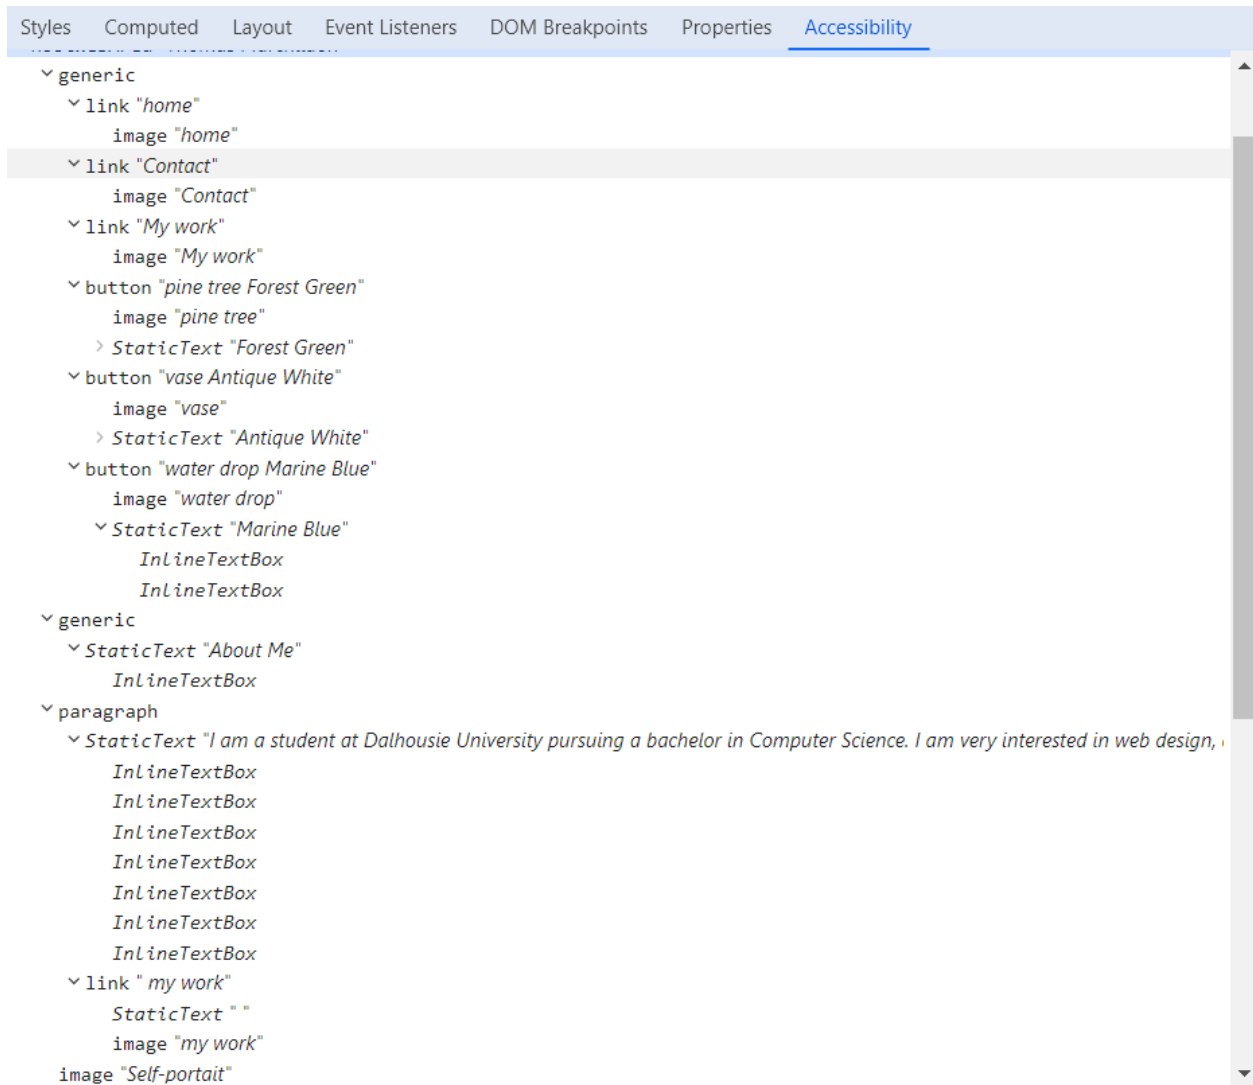 Styles Computed Layout Event Listeners DOM Breakpoints Properties Accessibility
generic
link "home"
image "home"
link "Contact"
image "Contact"
link "My work"
image "My work"
button "pine tree Forest Green"
image "pine tree"
StaticText "Forest Green"
button "vase Antique White"
image "vase"
StaticText "Antique White"
button "water drop Marine Blue"
image "water drop"
StaticText "Marine Blue"
InlineTextBox
InlineTextBox
generic
StaticText "About Me"
InlineTextBox
paragraph
StaticText "I am a student at Dalhousie University pursuing a bachelor in Computer Science. I am very interested in web design,
InlineTextBox
InlineTextBox
InlineTextBox
InlineTextBox
InlineTextBox
InlineTextBox
InlineTextBox
link " my work"
StaticText " "
image "my work"
image "Self-portait"